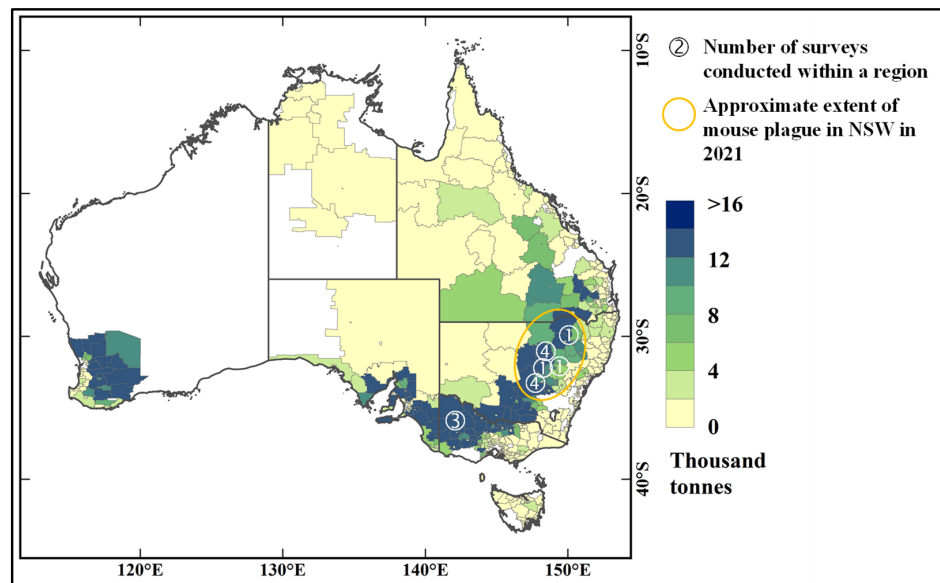 ② Number of surveys
conducted within a region
Approximate extent of
mouse plague in NSW in
2021
>16
12
8
4
0
Thousand
tonnes
10°S
20°S
30°S
40°S
①
④
① ①
④
③
120°E 130°E 140°E 150°E